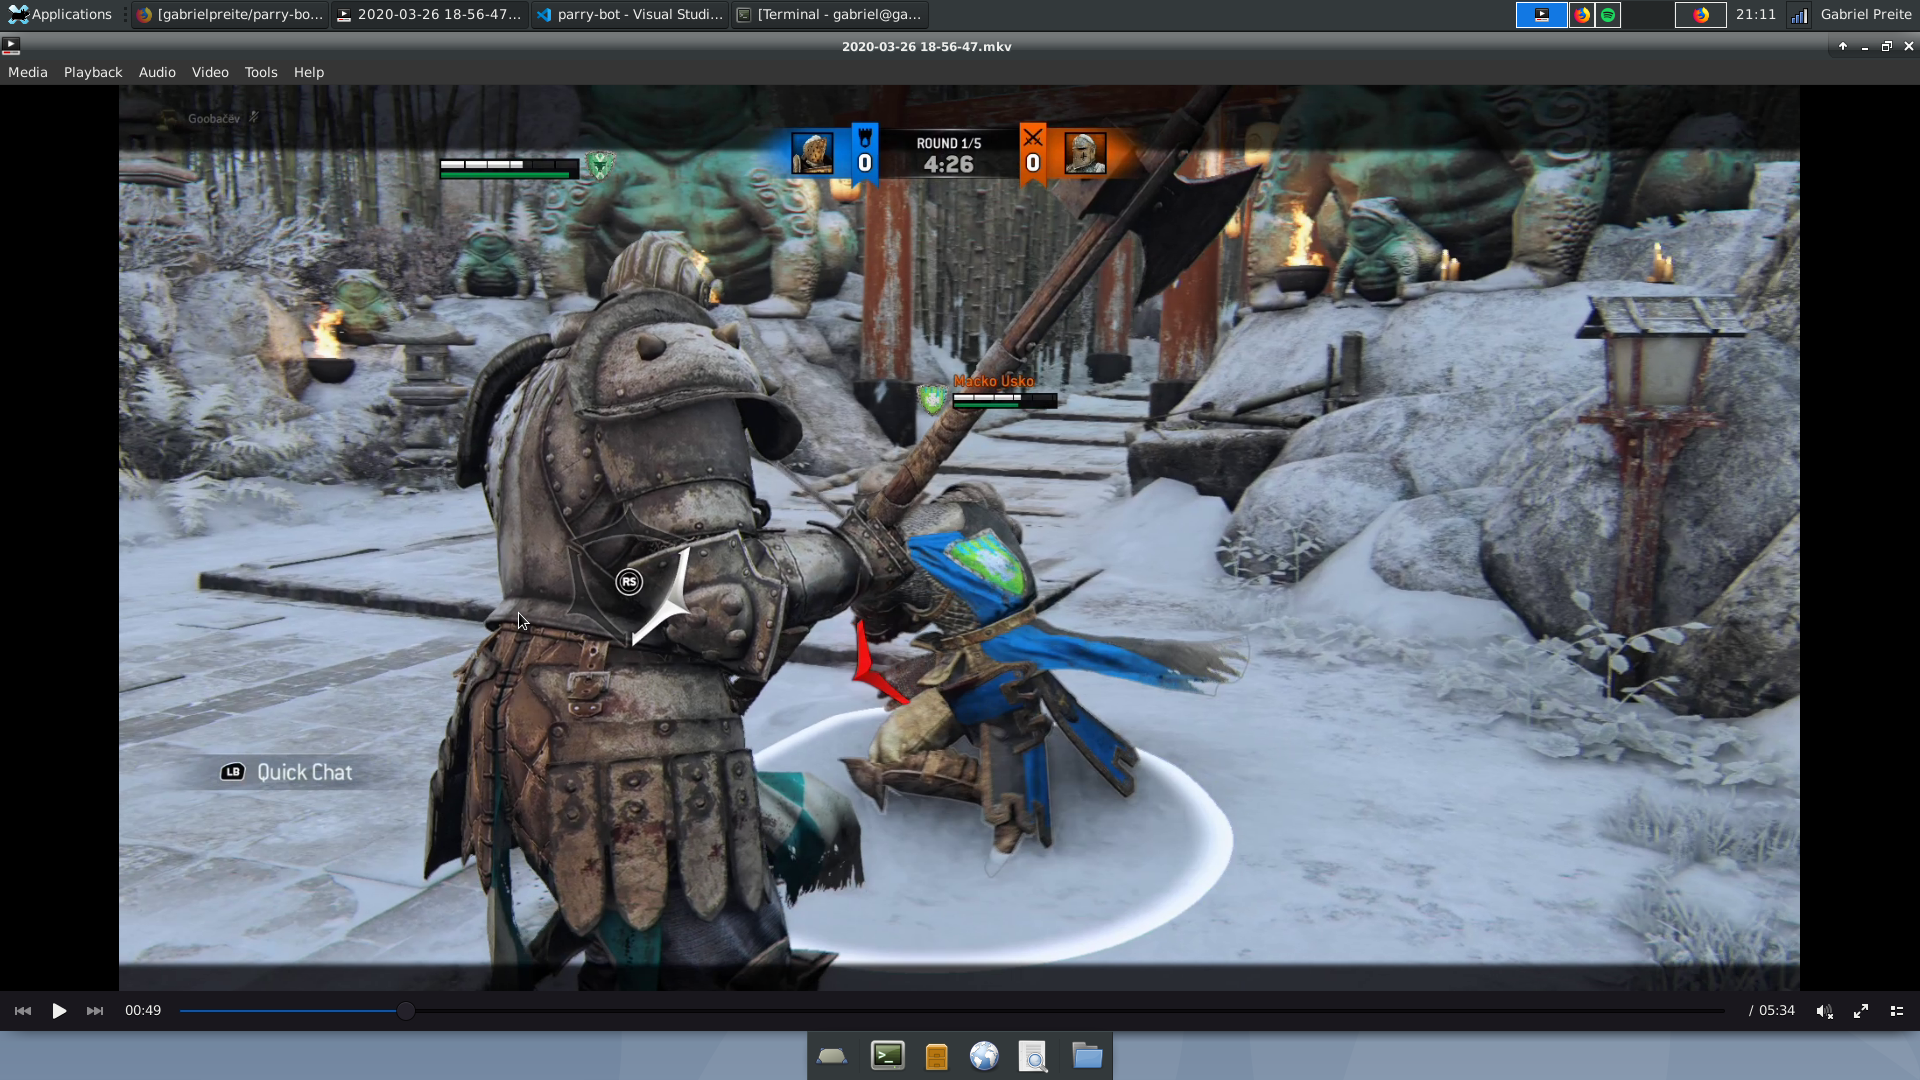 Applications
[gabrielpreite/parry-bo...
2020-03-26 18-56-47...
parry-bot - Visual Studi...
[Terminal - gabriel@ga...
21:11
Gabriel Preite
2020-03-26 18-56-47.mkv
Media Playback Audio Video Tools Help
Goobačëv
0
ROUND 1/5
4:26
0
Macko Usko
RS
LB Quick Chat
00:49
/ 05:34